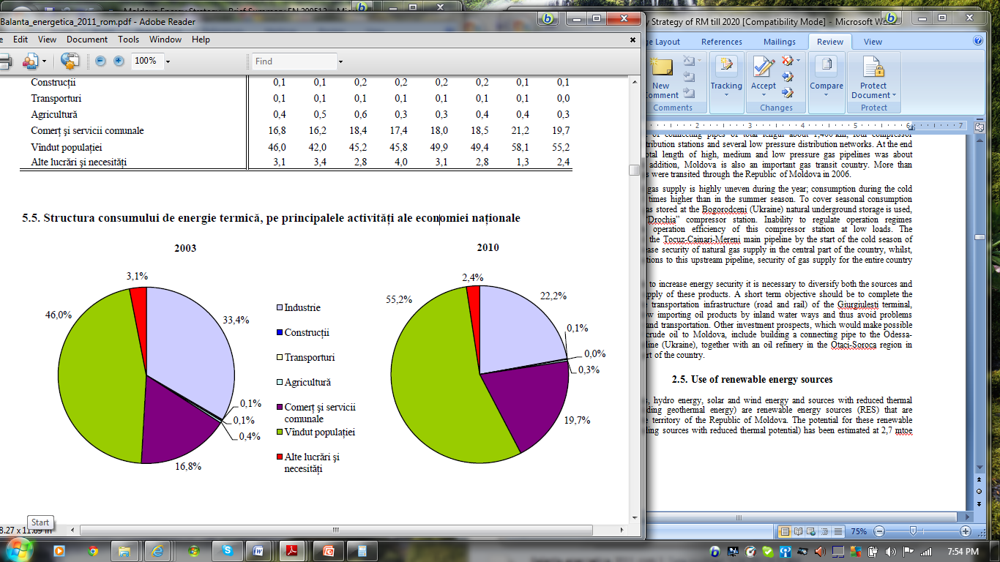 Balanta_energetica_2011_rom.pdf - Adobe Reader
Edit View Document Tools Window Help
100% Find
Construcții 0,1 0,1 0,2 0,2 0,2 0,2 0,1 0,1
Transporturi 0,1 0,1 0,1 0,1 0,1 0,1 0,1 0,0
Agricultură 0,4 0,5 0,6 0,3 0,3 0,4 0,4 0,3
Comerț şi servicii comunale 16,8 16,2 18,4 17,4 18,0 18,5 21,2 19,7
Vîndut populației 46,0 42,0 45,2 45,8 49,9 49,4 58,1 55,2
Alte lucrări şi necesități 3,1 3,4 2,8 4,0 3,1 2,8 1,3 2,4
5.5. Structura consumului de energie termică, pe principalele activități ale economiei naționale
2003
3,1%
46,0%
33,4%
0,1%
0,1%
0,4%
16,8%
Industrie
Construcții
Transporturi
Agricultură
Comerț şi servicii
comunale
Vîndut populației
Alte lucrări şi
necesități
2010
2,4%
55,2%
22,2%
0,1%
0,0%
0,3%
19,7%
Start
8.27 x 11.69 in
Strategy of RM till 2020 [Compatibility Mode] - Microsoft
Layout References Mailings Review View
New
Comment
Tracking
Accept
Compare
Protect
Document
Comments Changes Protect
2 3 4 5 6 7
of connecting pipes of total length about 1,400 km, four compressor
stations and several low pressure distribution networks. At the end
length of high, medium and low pressure gas pipelines was about
addition, Moldova is also an important gas transit country. More than
were transited through the Republic of Moldova in 2006.
gas supply is highly uneven during the year; consumption during the cold
times higher than in the summer season. To cover seasonal consumption
stored at the Bogorodceni (Ukraine) natural underground storage is used,
"Drochia" compressor station. Inability to regulate operation regimes
operation efficiency of this compressor station at low loads. The
the Tocuz-Cainari-Mereni main pipeline by the start of the cold season of
security of natural gas supply in the central part of the country, whilst,
to this upstream pipeline, security of gas supply for the entire country
to increase energy security it is necessary to diversify both the sources and
of these products. A short term objective should be to complete the
transportation infrastructure (road and rail) of the Giurgiuleşti terminal,
importing oil products by inland water ways and thus avoid problems
and transportation. Other investment prospects, which would make possible
crude oil to Moldova, include building a connecting pipe to the Odessa-
(Ukraine), together with an oil refinery in the Otaci-Soroca region in
of the country.
2.5. Use of renewable energy sources
hydro energy, solar and wind energy and sources with reduced thermal
geothermal energy) are renewable energy sources (RES) that are
territory of the Republic of Moldova. The potential for these renewable
sources with reduced thermal potential) has been estimated at 2,7 mtoe
75%
7:54 PM